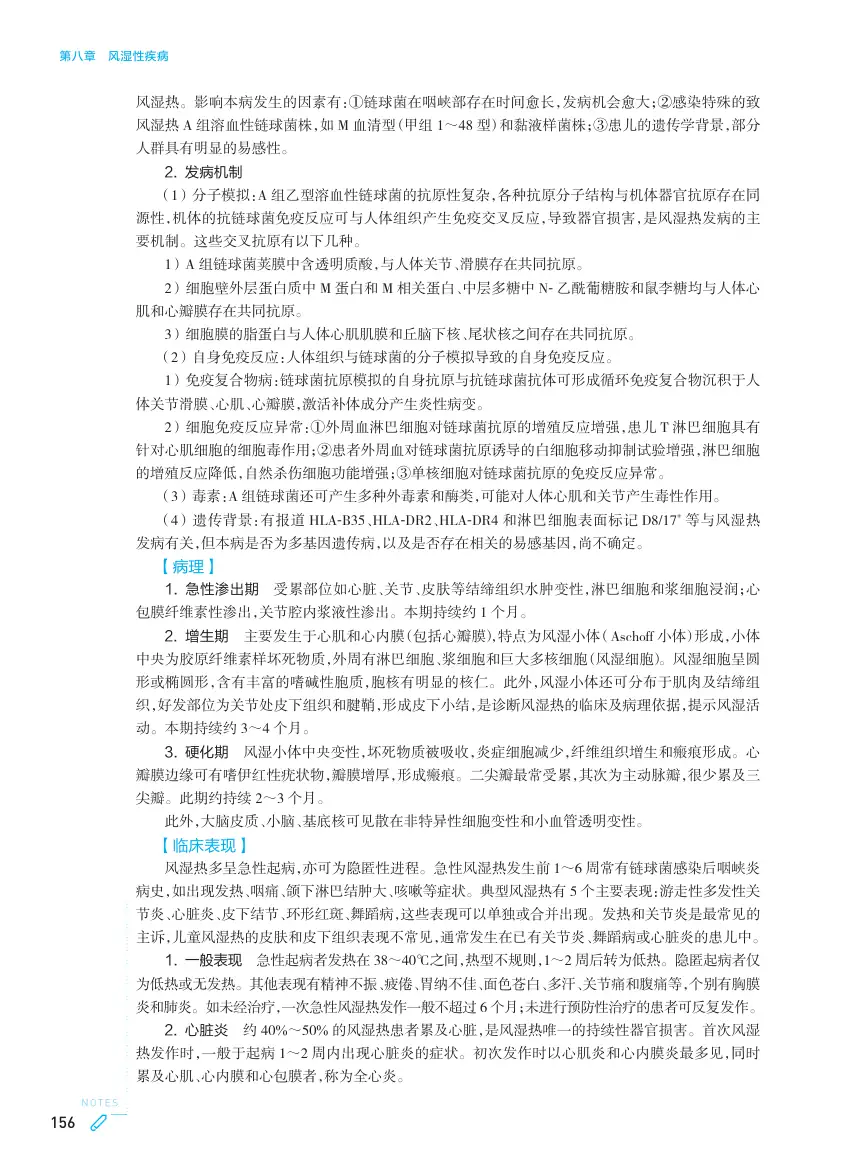 第八章 风湿性疾病
风湿热。影响本病发生的因素有:①链球菌在咽峡部存在时间愈长,发病机会愈大;②感染特殊的致
风湿热 A 组溶血性链球菌株,如 M 血清型(甲组 1～48 型)和黏液样菌株;③患儿的遗传学背景,部分
人群具有明显的易感性。
2. 发病机制
（1）分子模拟:A 组乙型溶血性链球菌的抗原性复杂,各种抗原分子结构与机体器官抗原存在同
源性,机体的抗链球菌免疫反应可与人体组织产生免疫交叉反应,导致器官损害,是风湿热发病的主
要机制。这些交叉抗原有以下几种。
1）A 组链球菌荚膜中含透明质酸,与人体关节、滑膜存在共同抗原。
2）细胞壁外层蛋白质中 M 蛋白和 M 相关蛋白、中层多糖中 N- 乙酰葡糖胺和鼠李糖均与人体心
肌和心瓣膜存在共同抗原。
3）细胞膜的脂蛋白与人体心肌肌膜和丘脑下核、尾状核之间存在共同抗原。
（2）自身免疫反应:人体组织与链球菌的分子模拟导致的自身免疫反应。
1）免疫复合物病:链球菌抗原模拟的自身抗原与抗链球菌抗体可形成循环免疫复合物沉积于人
体关节滑膜、心肌、心瓣膜,激活补体成分产生炎性病变。
2）细胞免疫反应异常:①外周血淋巴细胞对链球菌抗原的增殖反应增强,患儿 T 淋巴细胞具有
针对心肌细胞的细胞毒作用;②患者外周血对链球菌抗原诱导的白细胞移动抑制试验增强,淋巴细胞
的增殖反应降低,自然杀伤细胞功能增强;③单核细胞对链球菌抗原的免疫反应异常。
（3）毒素:A 组链球菌还可产生多种外毒素和酶类,可能对人体心肌和关节产生毒性作用。
（4）遗传背景:有报道 HLA-B35、HLA-DR2、HLA-DR4 和淋巴细胞表面标记 D8/17⁺ 等与风湿热
发病有关,但本病是否为多基因遗传病,以及是否存在相关的易感基因,尚不确定。
【病理】
1. 急性渗出期 受累部位如心脏、关节、皮肤等结缔组织水肿变性,淋巴细胞和浆细胞浸润;心
包膜纤维素性渗出,关节腔内浆液性渗出。本期持续约 1 个月。
2. 增生期 主要发生于心肌和心内膜(包括心瓣膜),特点为风湿小体( Aschoff 小体)形成,小体
中央为胶原纤维素样坏死物质,外周有淋巴细胞、浆细胞和巨大多核细胞(风湿细胞)。风湿细胞呈圆
形或椭圆形,含有丰富的嗜碱性胞质,胞核有明显的核仁。此外,风湿小体还可分布于肌肉及结缔组
织,好发部位为关节处皮下组织和腱鞘,形成皮下小结,是诊断风湿热的临床及病理依据,提示风湿活
动。本期持续约 3～4 个月。
3. 硬化期 风湿小体中央变性,坏死物质被吸收,炎症细胞减少,纤维组织增生和瘢痕形成。心
瓣膜边缘可有嗜伊红性疣状物,瓣膜增厚,形成瘢痕。二尖瓣最常受累,其次为主动脉瓣,很少累及三
尖瓣。此期约持续 2～3 个月。
此外,大脑皮质、小脑、基底核可见散在非特异性细胞变性和小血管透明变性。
【临床表现】
风湿热多呈急性起病,亦可为隐匿性进程。急性风湿热发生前 1～6 周常有链球菌感染后咽峡炎
病史,如出现发热、咽痛、颌下淋巴结肿大、咳嗽等症状。典型风湿热有 5 个主要表现:游走性多发性关
节炎、心脏炎、皮下结节、环形红斑、舞蹈病,这些表现可以单独或合并出现。发热和关节炎是最常见的
主诉,儿童风湿热的皮肤和皮下组织表现不常见,通常发生在已有关节炎、舞蹈病或心脏炎的患儿中。
1. 一般表现 急性起病者发热在 38～40℃之间,热型不规则,1～2 周后转为低热。隐匿起病者仅
为低热或无发热。其他表现有精神不振、疲倦、胃纳不佳、面色苍白、多汗、关节痛和腹痛等,个别有胸膜
炎和肺炎。如未经治疗,一次急性风湿热发作一般不超过 6 个月;未进行预防性治疗的患者可反复发作。
2. 心脏炎 约 40%～50% 的风湿热患者累及心脏,是风湿热唯一的持续性器官损害。首次风湿
热发作时,一般于起病 1～2 周内出现心脏炎的症状。初次发作时以心肌炎和心内膜炎最多见,同时
累及心肌、心内膜和心包膜者,称为全心炎。
NOTES
156